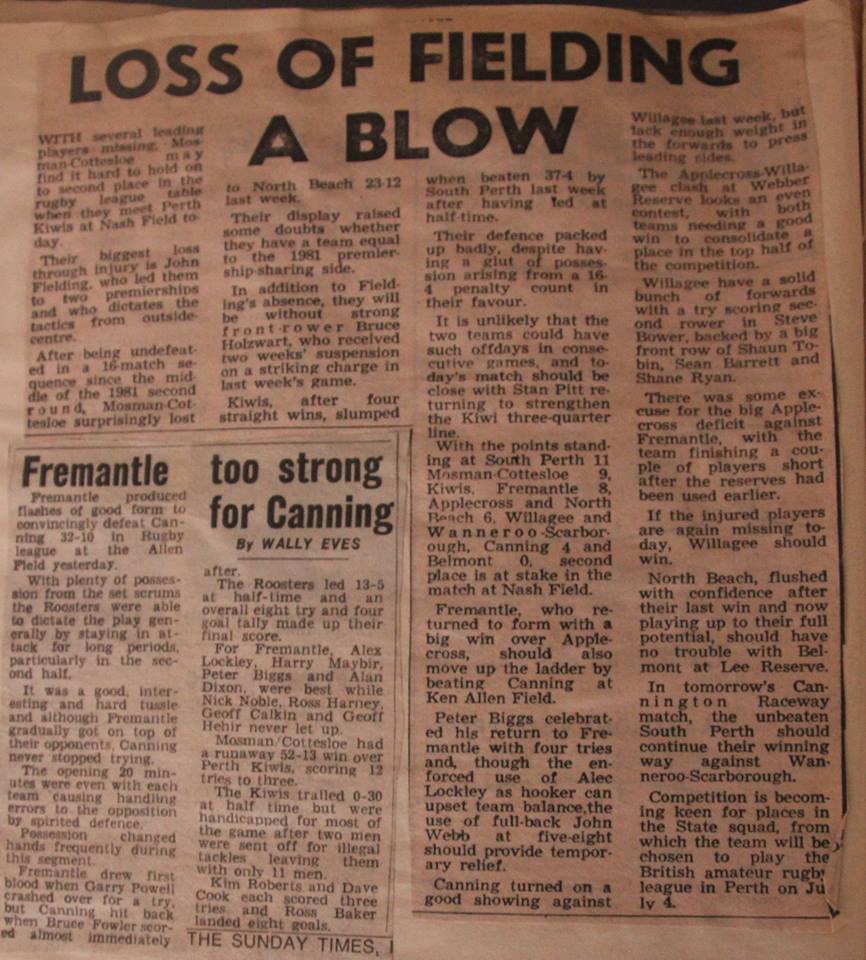 LOSS OF FIELDING
A BLOW
WITH several leading
players missing, Mos-
man-Cottesloe may
find it hard to hold on
to second place in the
rugby league table
when they meet Perth
Kiwis at Nash Field to-
day.
Their biggest loss
through injury is John
Fielding, who led them
to two premierships
and who dictates the
tactics from outside-
centre.
After being undefeat-
ed in a 16-match se-
quence since the mid-
dle of the 1981 second
round, Mosman-Cot-
tesloe surprisingly lost
to North Beach 23-12
last week.
Their display raised
some doubts whether
they have a team equal
to the 1981 premier-
ship-sharing side.
In addition to Field-
ing's absence, they will
be without strong
front-rower Bruce
Holzwart, who received
two weeks' suspension
on a striking charge in
last week's game.
Kiwis, after four
straight wins, slumped
when beaten 37-4 by
South Perth last week
after having led at
half-time.
Their defence packed
up badly, despite hav-
ing a glut of posses-
sion arising from a 16-
4 penalty count in
their favour.
It is unlikely that the
two teams could have
such offdays in conse-
cutive games, and to-
day's match should be
close with Stan Pitt re-
turning to strengthen
the Kiwi three-quarter
line.
With the points stand-
ing at South Perth 11
Mosman-Cottesloe 9,
Kiwis, Fremantle 8,
Applecross and North
Beach 6, Willagee and
Wanneroo-Scarbor-
ough, Canning 4 and
Belmont 0, second
place is at stake in the
match at Nash Field.
Fremantle, who re-
turned to form with a
big win over Apple-
cross, should also
move up the ladder by
beating Canning at
Ken Allen Field.
Peter Biggs celebrat-
ed his return to Fre-
mantle with four tries
and, though the en-
forced use of Alec
Lockley as hooker can
upset team balance,the
use of full-back John
Webb at five-eight
should provide tempor-
ary relief.
Canning turned on a
good showing against
Willagee last week, but
lack enough weight in
the forwards to press
leading sides.
The Applecross-Willa-
gee clash at Webber
Reserve looks an even
contest, with both
teams needing a good
win to consolidate a
place in the top half of
the competition.
Willagee have a solid
bunch of forwards
with a try scoring sec-
ond rower in Steve
Bower, backed by a big
front row of Shaun To-
bin, Sean Barrett and
Shane Ryan.
There was some ex-
cuse for the big Apple-
cross deficit against
Fremantle, with the
team finishing a cou-
ple of players short
after the reserves had
been used earlier.
If the injured players
are again missing to-
day, Willagee should
win.
North Beach, flushed
with confidence after
their last win and now
playing up to their full
potential, should have
no trouble with Bel-
mont at Lee Reserve.
In tomorrow's Can-
nington Raceway
match, the unbeaten
South Perth should
continue their winning
way against Wan-
neroo-Scarborough.
Competition is becom-
ing keen for places in
the State squad, from
which the team will be
chosen to play the
British amateur rugby
league in Perth on Ju
ly 4.
Fremantle too strong
for Canning
By WALLY EVES
Fremantle produced
flashes of good form to
convincingly defeat Can-
ning 32-10 in Rugby
league at the Allen
Field yesterday.
With plenty of posses-
sion from the set scrums
the Roosters were able
to dictate the play gen-
erally by staying in at-
tack for long periods,
particularly in the sec-
ond half.
It was a good, inter-
esting and hard tussle
and although Fremantle
gradually got on top of
their opponents, Canning
never stopped trying.
The opening 20 min-
utes were even with each
team causing handling
errors to the opposition
by spirited defence.
Possession changed
hands frequently during
this segment.
Fremantle drew first
blood when Garry Powell
crashed over for a try,
but Canning hit back
when Bruce Fowler scor-
ed almost immediately
after.
The Roosters led 13-5
at half-time and an
overall eight try and four
goal tally made up their
final score.
For Fremantle, Alex
Lockley, Harry Maybir,
Peter Biggs and Alan
Dixon, were best while
Nick Noble, Ross Harney,
Geoff Calkin and Geoff
Hehir never let up.
Mosman/Cottesloe had
a runaway 52-13 win over
Perth Kiwis, scoring 12
tries to three.
The Kiwis trailed 0-30
at half time but were
handicapped for most of
the game after two men
were sent off for illegal
tackles leaving them
with only 11 men.
Kim Roberts and Dave
Cook each scored three
tries and Ross Baker
landed eight goals.
THE SUNDAY TIMES,